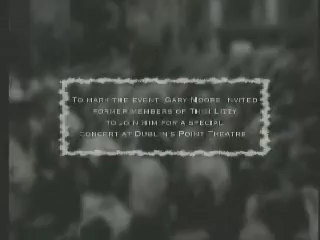 TO MARK THE EVENT GARY MOORE INVITED
FORMER MEMBERS OF THIN LIZZY
TO JOIN HIM FOR A SPECIAL
CONCERT AT DUBLIN'S POINT THEATRE